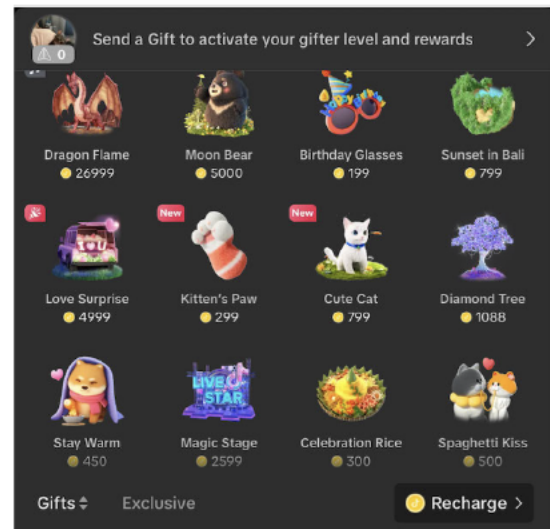 Send a Gift to activate your gifter level and rewards
0
Dragon Flame
Moon Bear
Birthday Glasses
Sunset in Bali
26999
5000
199
799
New
New
I ♥ U
Love Surprise
Kitten's Paw
Cute Cat
Diamond Tree
4999
299
799
1088
LIVE
STAR
Stay Warm
Magic Stage
Celebration Rice
Spaghetti Kiss
450
2599
300
500
Gifts
Exclusive
Recharge